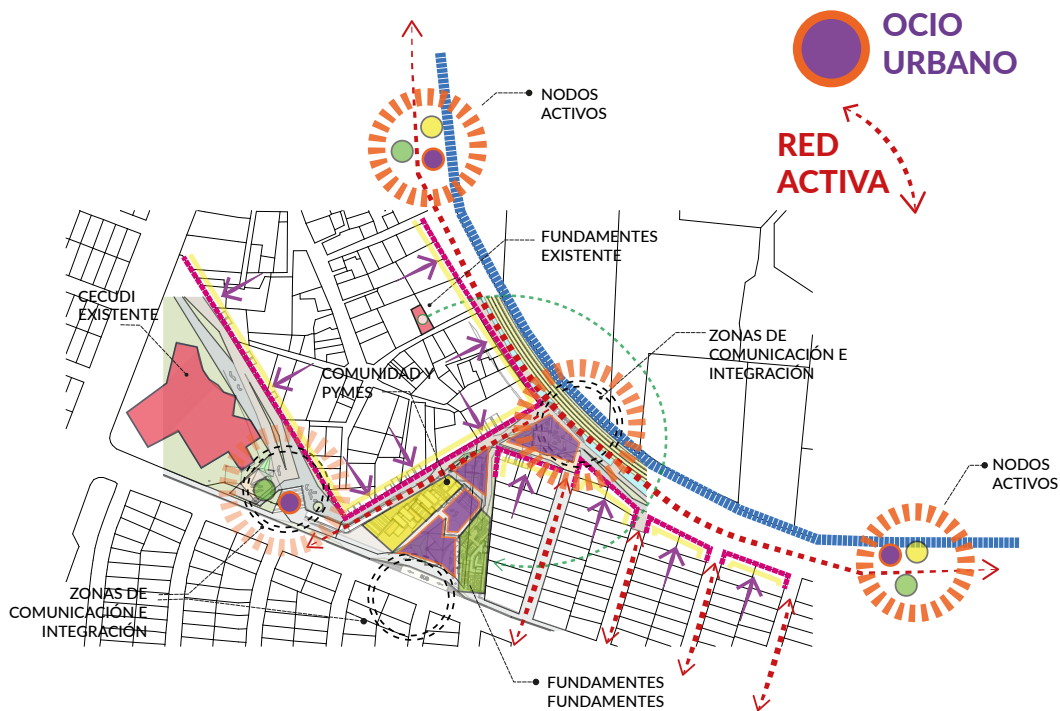 OCIO
URBANO
NODOS
ACTIVOS
RED
ACTIVA
FUNDAMENTES
EXISTENTE
CECUDI
EXISTENTE
ZONAS DE
COMUNICACIÓN E
INTEGRACIÓN
COMUNIDAD Y
PYMES
NODOS
ACTIVOS
ZONAS DE
COMUNICACIÓN E
INTEGRACIÓN
FUNDAMENTES
FUNDAMENTES